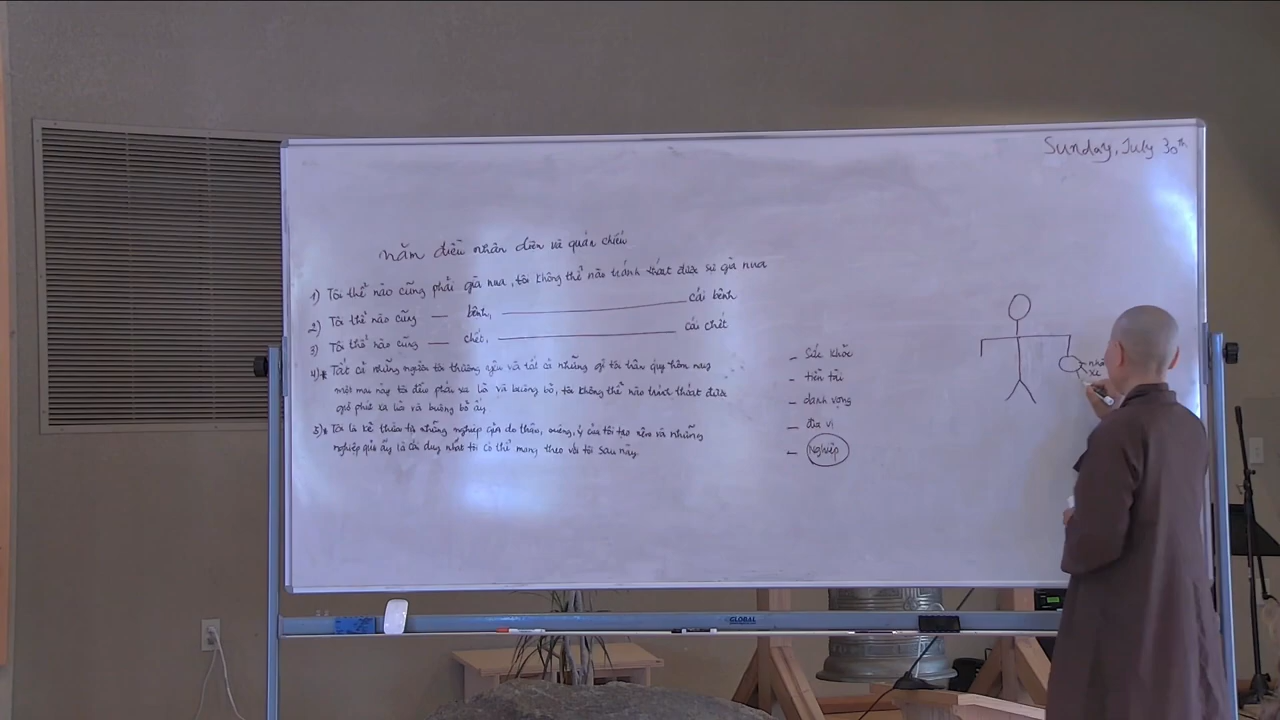 Sunday, July 30th
năm điều nhân diên và quán chiếu
1) Tôi thế nào cũng phải già nua, tôi không thể nào tránh thoát được sự già nua
2) Tôi thế nào cũng — bệnh, ____ cái bệnh
3) Tôi thế nào cũng — chết, ____ cái chết
4) Tất cả những người tôi thương yêu và tất cả những gì tôi trân quý hôm nay
một mai này tôi đều phải xa lìa và buông bỏ, tôi không thể nào tránh thoát được
xa lìa và buông bỏ ấy
5) Tôi là kẻ thừa tự những nghiệp do thân, miệng, ý của tôi tạo nên và những
nghiệp quả ấy là cái duy nhất tôi có thể mang theo với tôi sau này.
- Sức khỏe
- tiền tài
- danh vọng
- địa vị
- Nghiệp
GLOBAL